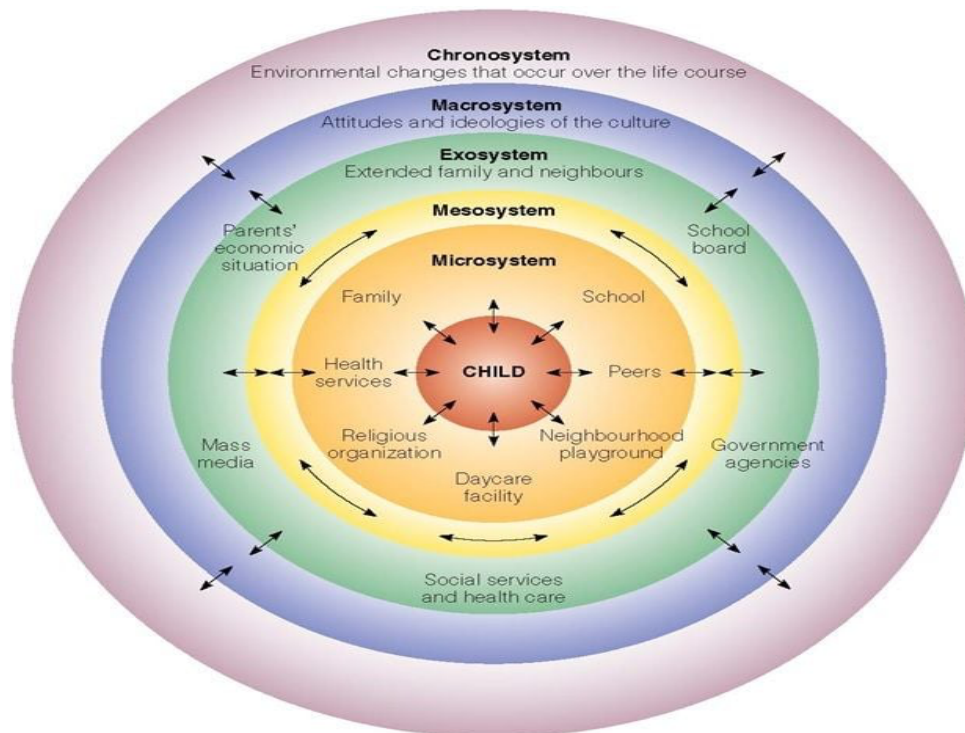 Chronosystem
Environmental changes that occur over the life course
Macrosystem
Attitudes and ideologies of the culture
Exosystem
Extended family and neighbours
Mesosystem
Parents'
economic
situation
School
board
Microsystem
Family
School
Health
services
CHILD
Peers
Religious
organization
Neighbourhood
playground
Mass
media
Government
agencies
Daycare
facility
Social services
and health care